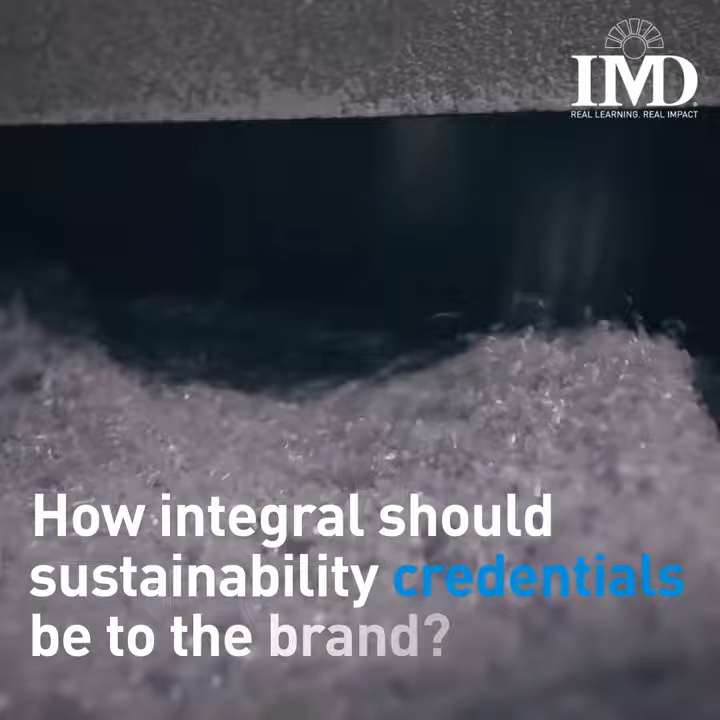 IMD
REAL LEARNING. REAL IMPACT
How integral should
sustainability credentials
be to the brand?